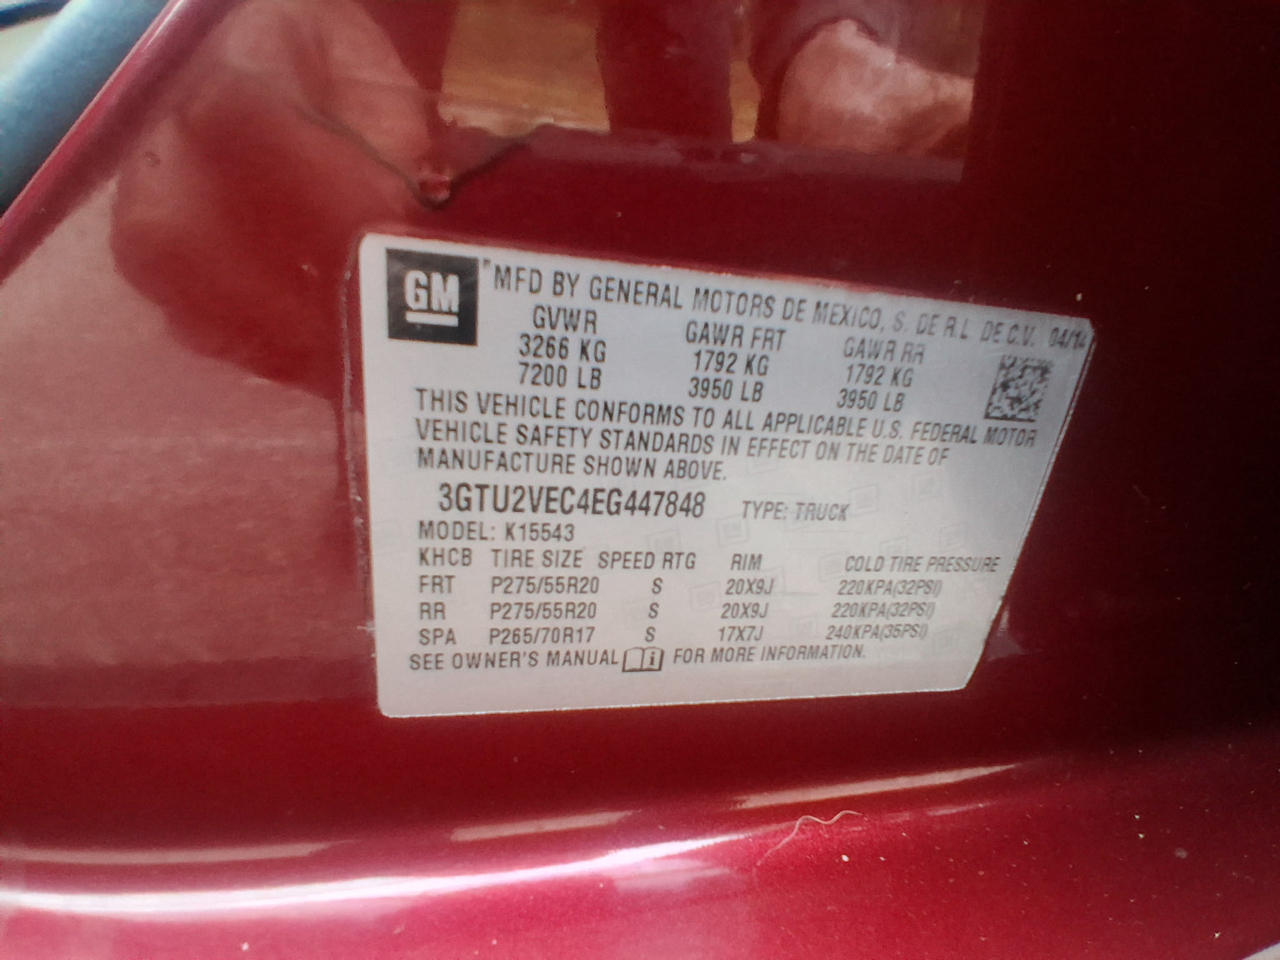 GM
MFD BY GENERAL MOTORS DE MEXICO, S. DE R.L. DE C.V. 04/14
GVWR GAWR FRT GAWR RR
3266 KG 1792 KG 1792 KG
7200 LB 3950 LB 3950 LB
THIS VEHICLE CONFORMS TO ALL APPLICABLE U.S. FEDERAL MOTOR
VEHICLE SAFETY STANDARDS IN EFFECT ON THE DATE OF
MANUFACTURE SHOWN ABOVE.
3GTU2VEC4EG447848 TYPE: TRUCK
MODEL: K15543
KHCB TIRE SIZE SPEED RTG RIM COLD TIRE PRESSURE
FRT P275/55R20 S 20X9J 220KPA(32PSI)
RR P275/55R20 S 20X9J 220KPA(32PSI)
SPA P265/70R17 S 17X7J 240KPA(35PSI)
SEE OWNER'S MANUAL i FOR MORE INFORMATION.